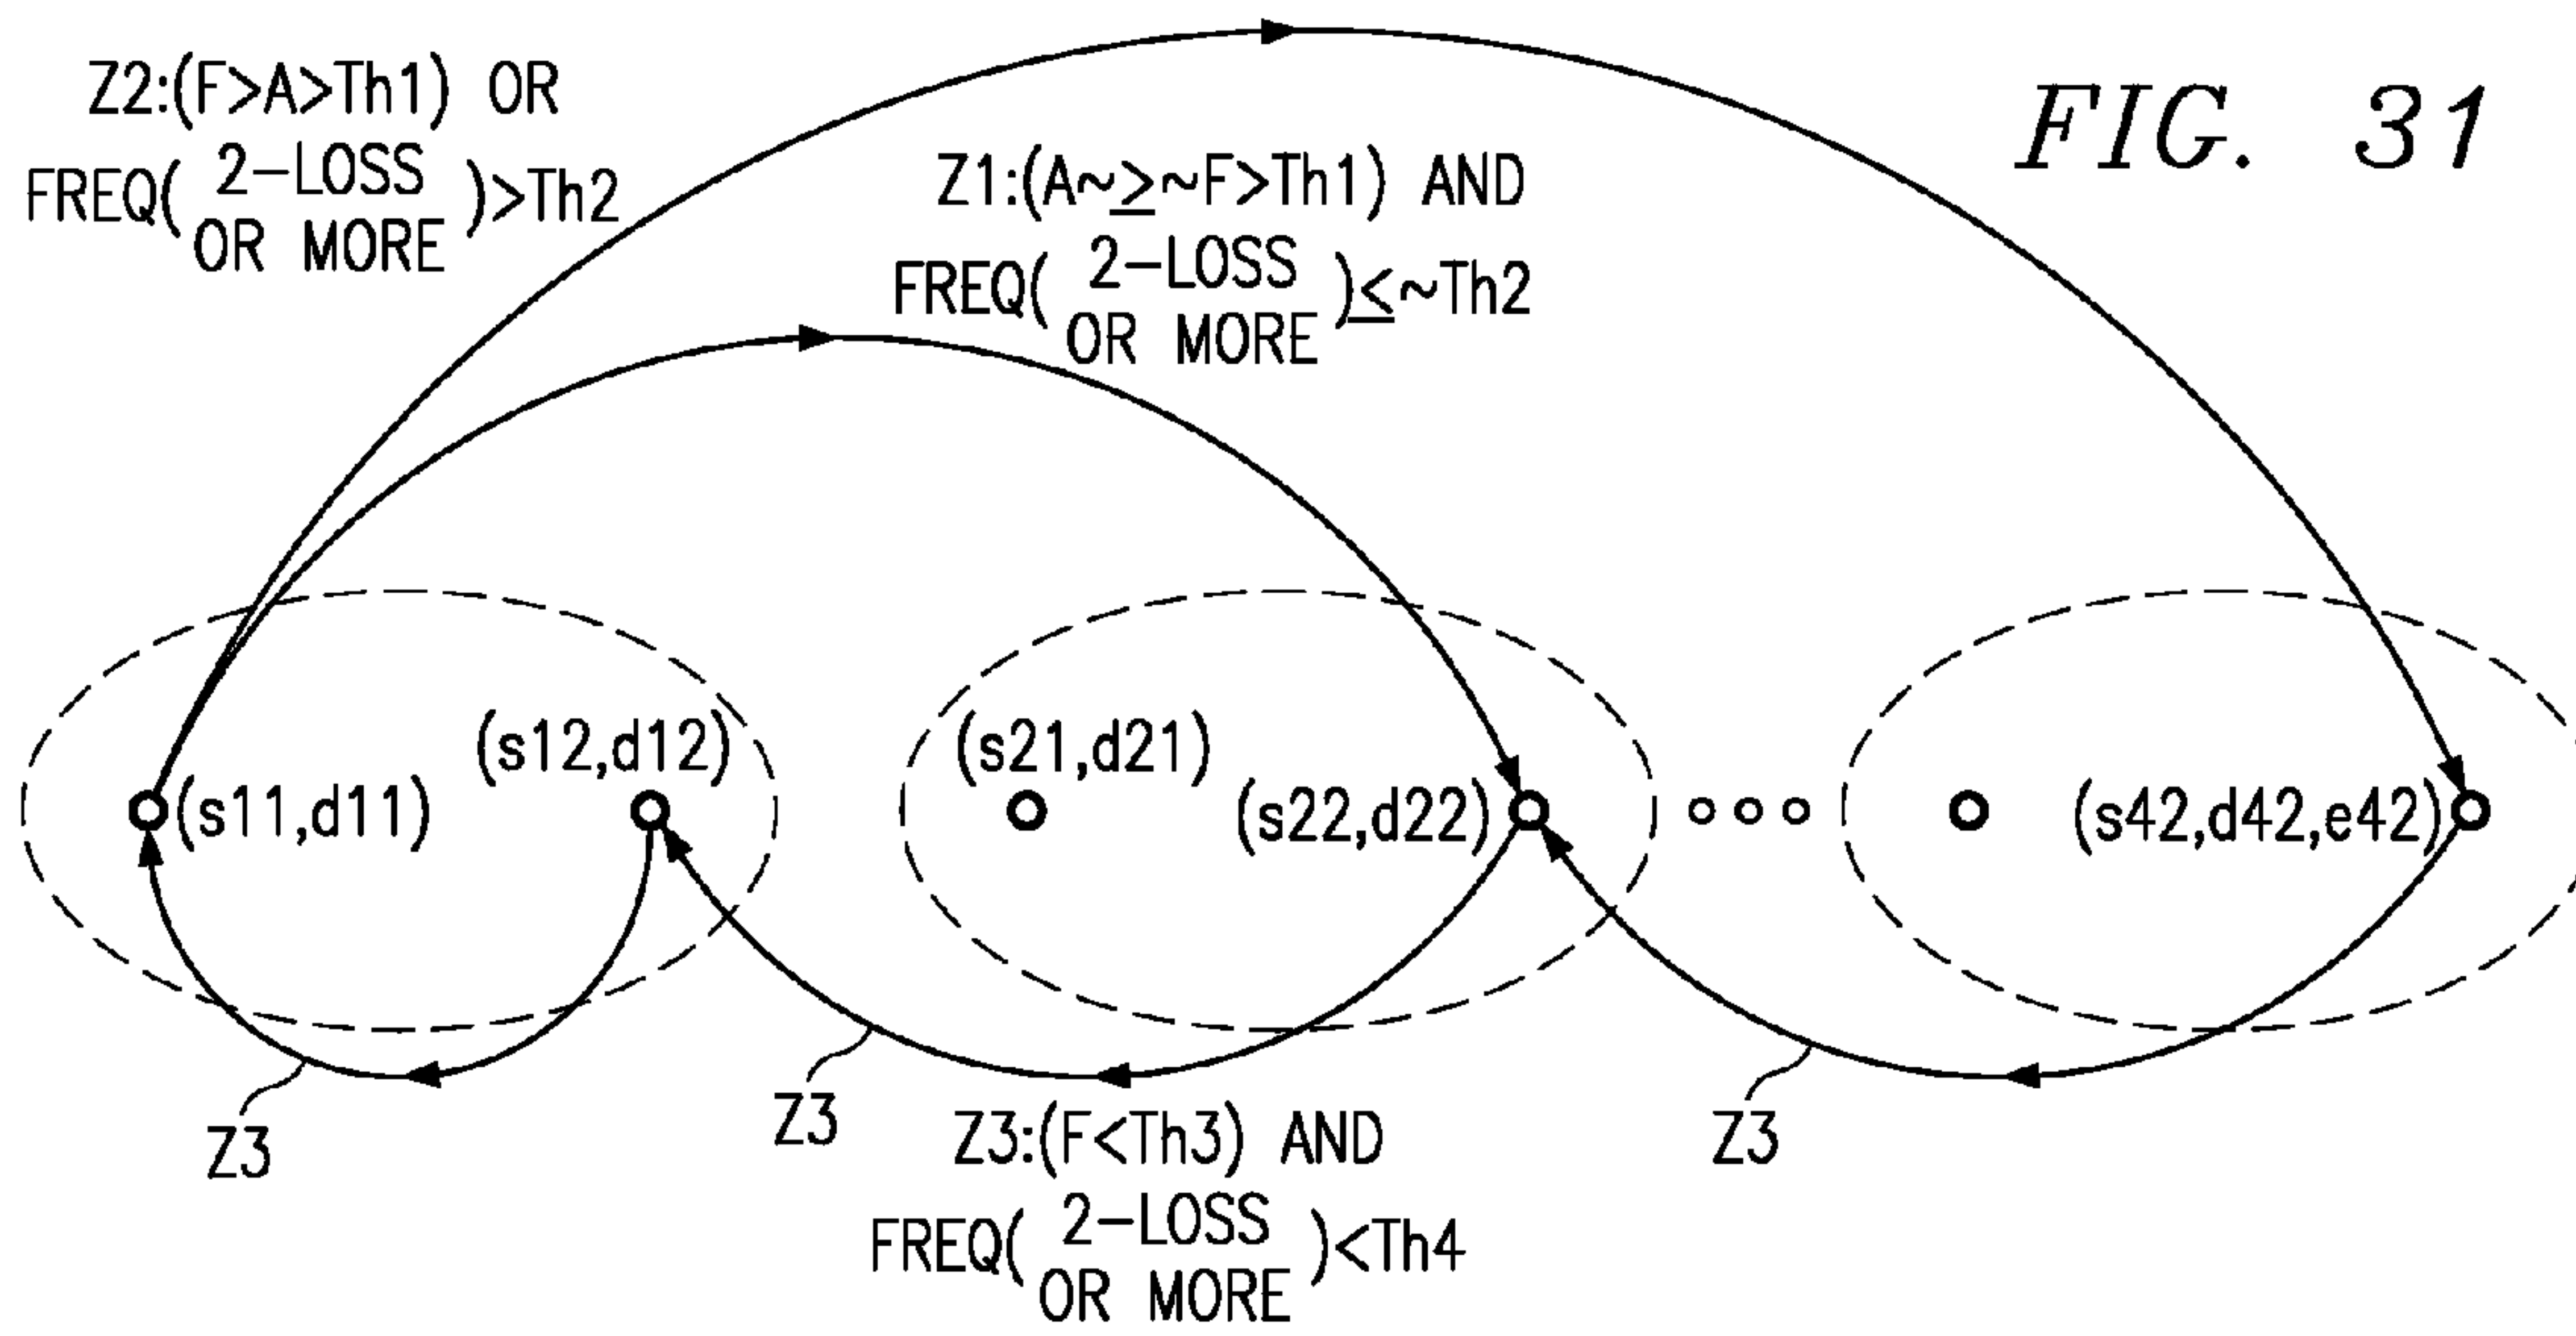 FIG. 31
Z2:(F>A>Th1) OR
FREQ( 2-LOSS
OR MORE )>Th2
Z1:(A~≥~F>Th1) AND
FREQ( 2-LOSS
OR MORE )≤~Th2
(s11,d11)
(s12,d12)
(s21,d21)
(s22,d22)
(s42,d42,e42)
Z3
Z3
Z3
Z3:(F<Th3) AND
FREQ( 2-LOSS
OR MORE )<Th4